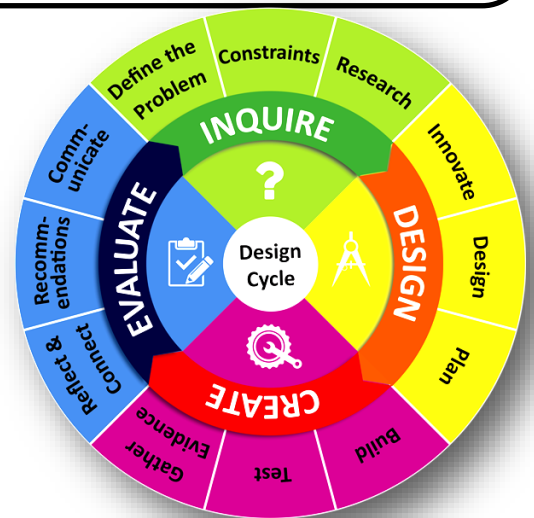 Design
Cycle
?
INQUIRE
Define the
Problem
Constraints
Research
DESIGN
Innovate
Design
Plan
CREATE
Build
Test
Gather
Evidence
EVALUATE
Reflect &
Connect
Recomm-
endations
Comm-
unicate